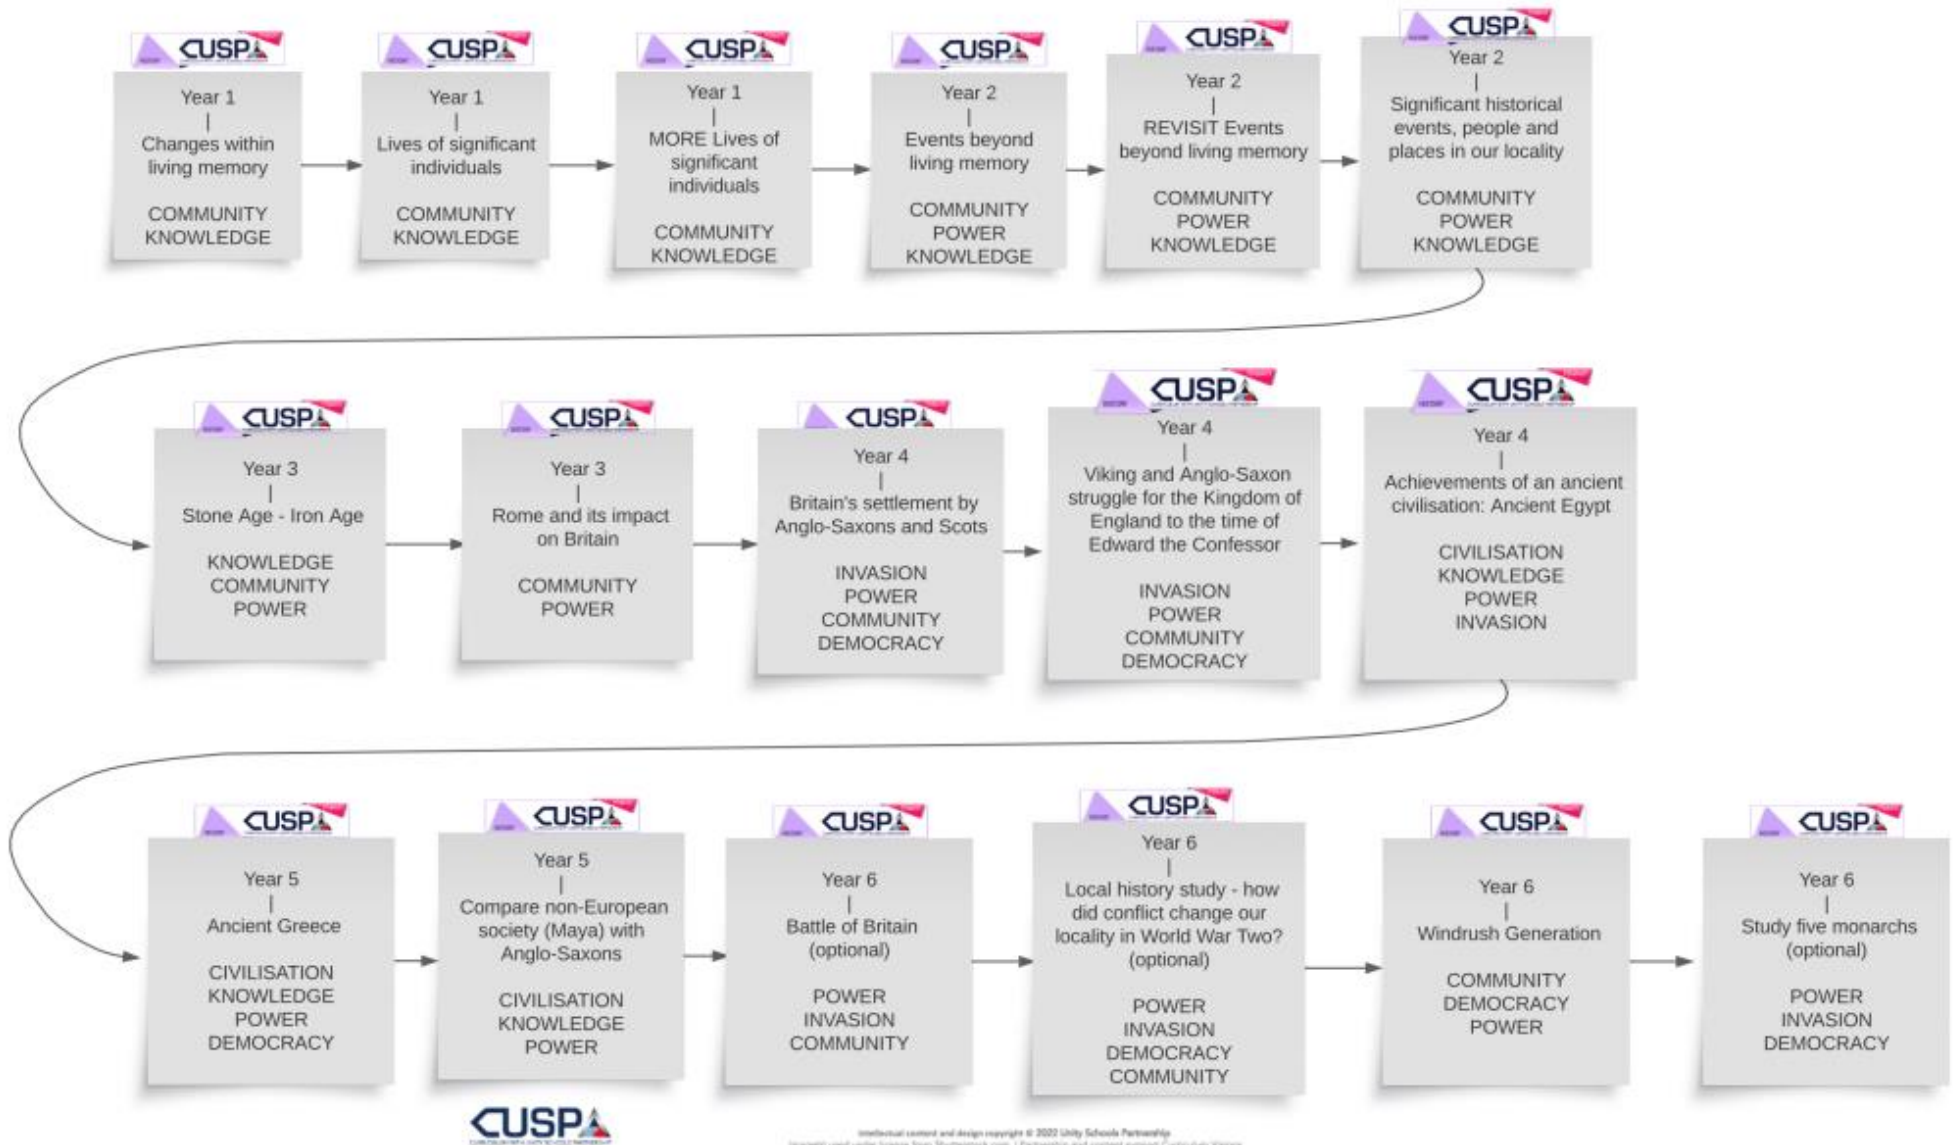 CUSP
Year 1
|
Changes within
living memory
COMMUNITY
KNOWLEDGE
CUSP
Year 1
|
Lives of significant
individuals
COMMUNITY
KNOWLEDGE
CUSP
Year 1
|
MORE Lives of
significant
individuals
COMMUNITY
KNOWLEDGE
CUSP
Year 2
|
Events beyond
living memory
COMMUNITY
POWER
KNOWLEDGE
CUSP
Year 2
|
REVISIT Events
beyond living memory
COMMUNITY
POWER
KNOWLEDGE
CUSP
Year 2
|
Significant historical
events, people and
places in our locality
COMMUNITY
POWER
KNOWLEDGE
CUSP
Year 3
|
Stone Age - Iron Age
KNOWLEDGE
COMMUNITY
POWER
CUSP
Year 3
|
Rome and its impact
on Britain
COMMUNITY
POWER
CUSP
Year 4
|
Britain's settlement by
Anglo-Saxons and Scots
INVASION
POWER
COMMUNITY
DEMOCRACY
CUSP
Year 4
|
Viking and Anglo-Saxon
struggle for the Kingdom of
England to the time of
Edward the Confessor
INVASION
POWER
COMMUNITY
DEMOCRACY
CUSP
Year 4
|
Achievements of an ancient
civilisation: Ancient Egypt
CIVILISATION
KNOWLEDGE
POWER
INVASION
CUSP
Year 5
|
Ancient Greece
CIVILISATION
KNOWLEDGE
POWER
DEMOCRACY
CUSP
Year 5
|
Compare non-European
society (Maya) with
Anglo-Saxons
CIVILISATION
KNOWLEDGE
POWER
CUSP
Year 6
|
Battle of Britain
(optional)
POWER
INVASION
COMMUNITY
CUSP
Year 6
|
Local history study - how
did conflict change our
locality in World War Two?
(optional)
POWER
INVASION
DEMOCRACY
COMMUNITY
CUSP
Year 6
|
Windrush Generation
COMMUNITY
DEMOCRACY
POWER
CUSP
Year 6
|
Study five monarchs
(optional)
POWER
INVASION
DEMOCRACY
CUSP
Intellectual content and design copyright © 2022 Unity Schools Partnership